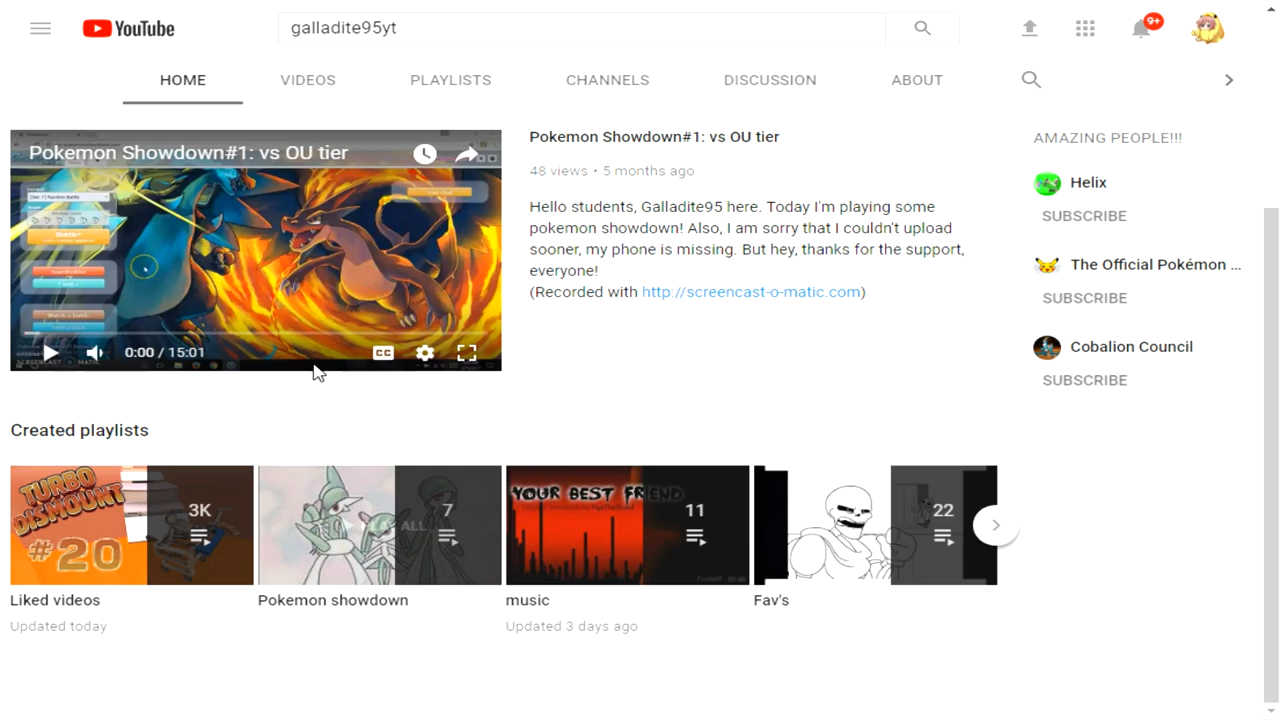 YouTube
galladite95yt
9+
HOME
VIDEOS
PLAYLISTS
CHANNELS
DISCUSSION
ABOUT
Pokemon Showdown#1: vs OU tier
0:00 / 15:01
CC
Pokemon Showdown#1: vs OU tier
48 views • 5 months ago
Hello students, Galladite95 here. Today I'm playing some
pokemon showdown! Also, I am sorry that I couldn't upload
sooner, my phone is missing. But hey, thanks for the support,
everyone!
(Recorded with http://screencast-o-matic.com)
AMAZING PEOPLE!!!
Helix
SUBSCRIBE
The Official Pokémon ...
SUBSCRIBE
Cobalion Council
SUBSCRIBE
Created playlists
TURBO
DISMOUNT
#20
3K
PLAY ALL
7
YOUR BEST FRIEND
11
22
Liked videos
Updated today
Pokemon showdown
music
Updated 3 days ago
Fav's